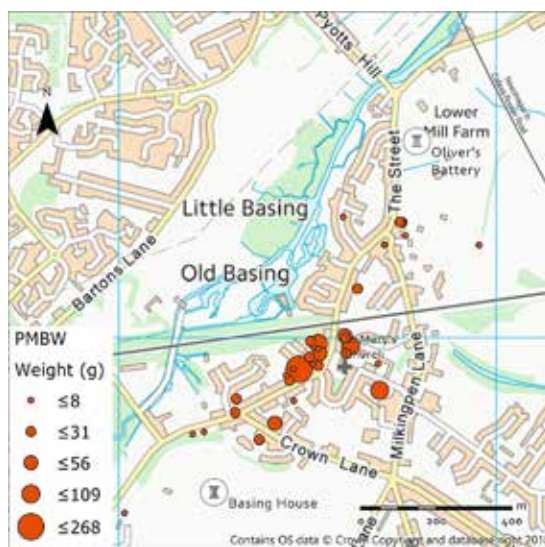 Pyotts Hill
N
Lower
Mill Farm
Oliver's
Battery
The Street
Little Basing
Bartons Lane
Old Basing
PMBW
Weight (g)
≤8
≤31
≤56
≤109
≤268
Milkingpen Lane
Crown Lane
Basing House
Lane
m
0 200 400
Contains OS data © Crown Copyright and database right 201